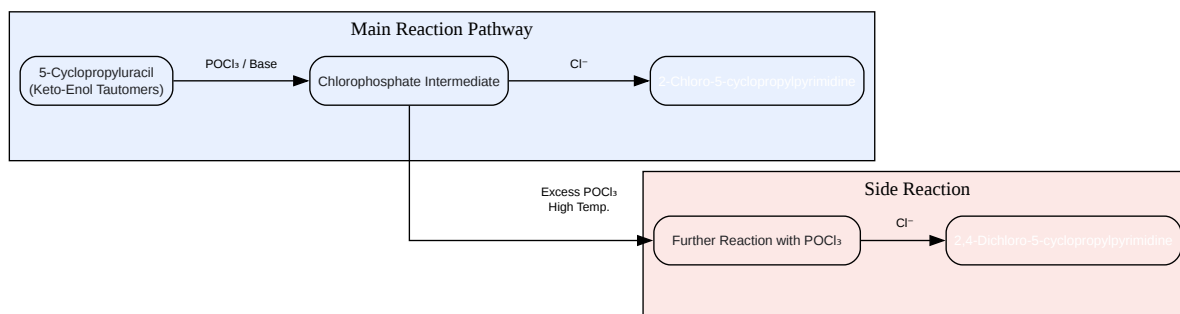 Main Reaction Pathway
5-Cyclopropyluracil
(Keto-Enol Tautomers)
POCl₃ / Base
Chlorophosphate Intermediate
Cl⁻
2-Chloro-5-cyclopropylpyrimidine
Excess POCl₃
High Temp.
Side Reaction
Further Reaction with POCl₃
Cl⁻
2,4-Dichloro-5-cyclopropylpyrimidine